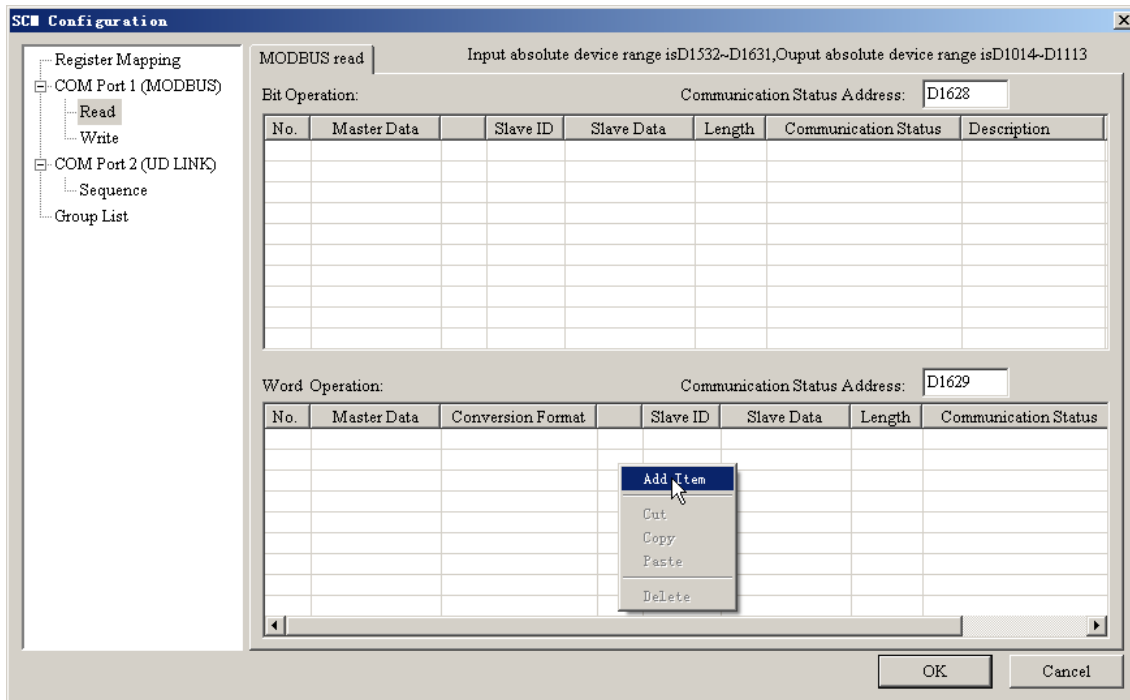 SCM Configuration
Register Mapping
COM Port 1 (MODBUS)
Read
Write
COM Port 2 (UD LINK)
Sequence
Group List
MODBUS read
Input absolute device range isD1532~D1631,Ouput absolute device range isD1014~D1113
Bit Operation:
Communication Status Address: D1628
No. Master Data Slave ID Slave Data Length Communication Status Description
Word Operation:
Communication Status Address: D1629
No. Master Data Conversion Format Slave ID Slave Data Length Communication Status
Add Item
Cut
Copy
Paste
Delete
OK Cancel